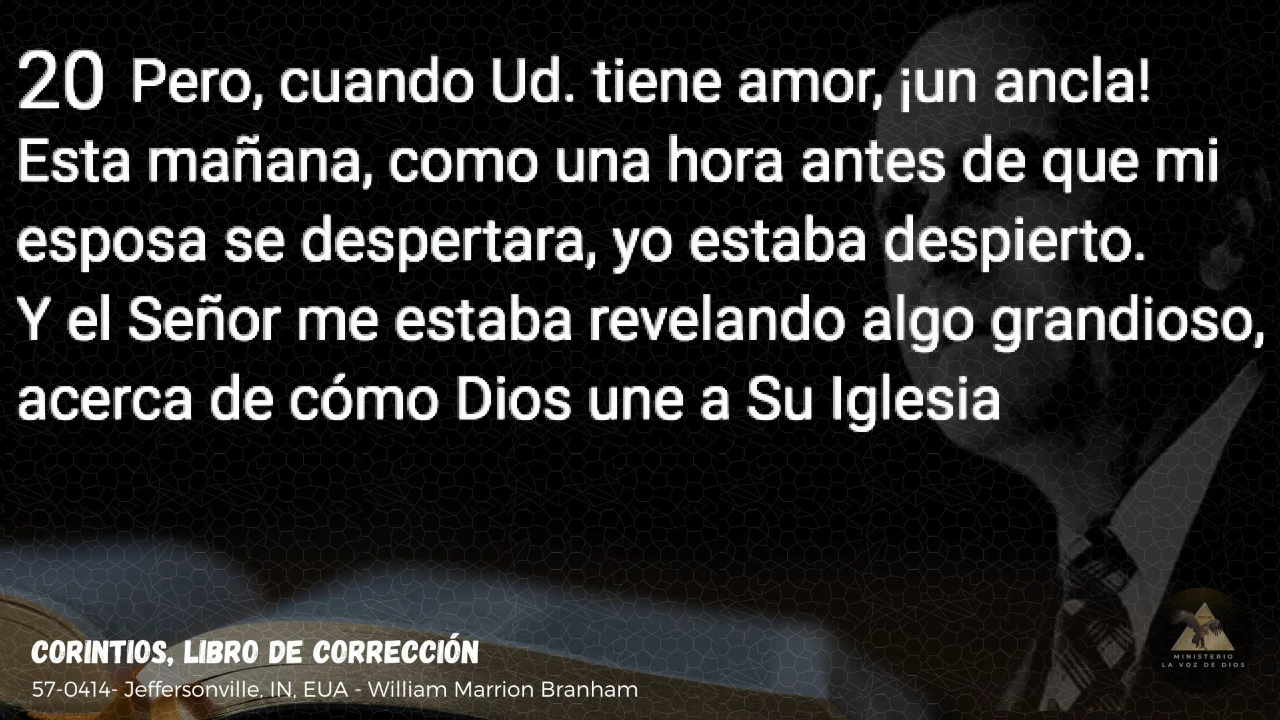 20 Pero, cuando Ud. tiene amor, ¡un ancla!
Esta mañana, como una hora antes de que mi
esposa se despertara, yo estaba despierto.
Y el Señor me estaba revelando algo grandioso,
acerca de cómo Dios une a Su Iglesia
CORINTIOS, LIBRO DE CORRECCIÓN
57-0414- Jeffersonville, IN, EUA - William Marrion Branham
MINISTERIO
LA VOZ DE DIOS